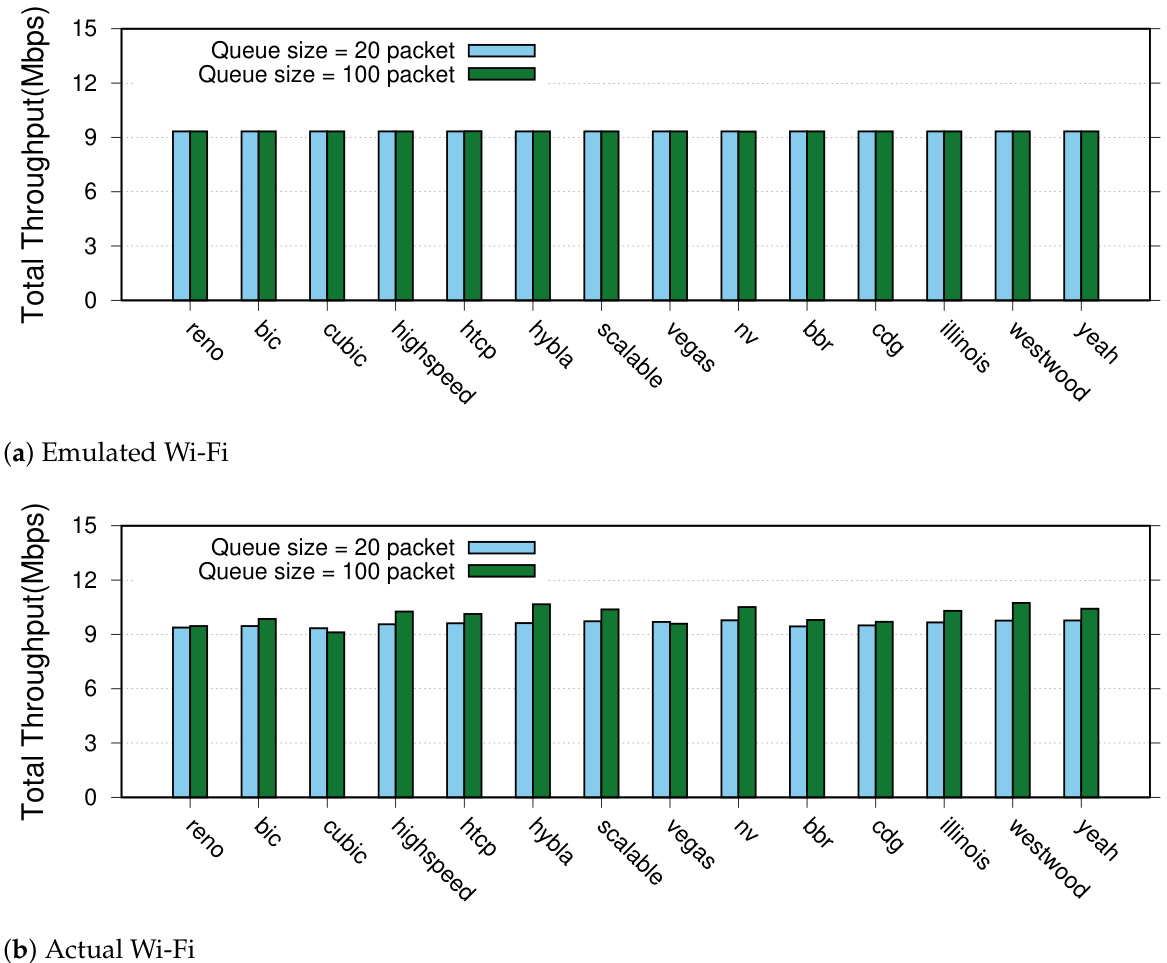 Total Throughput(Mbps)
15
12
9
6
3
0
Queue size = 20 packet
Queue size = 100 packet
reno
bic
cubic
highspeed
htcp
hybla
scalable
vegas
nv
bbr
cdg
illinois
westwood
yeah
(a) Emulated Wi-Fi
Total Throughput(Mbps)
15
12
9
6
3
0
Queue size = 20 packet
Queue size = 100 packet
reno
bic
cubic
highspeed
htcp
hybla
scalable
vegas
nv
bbr
cdg
illinois
westwood
yeah
(b) Actual Wi-Fi